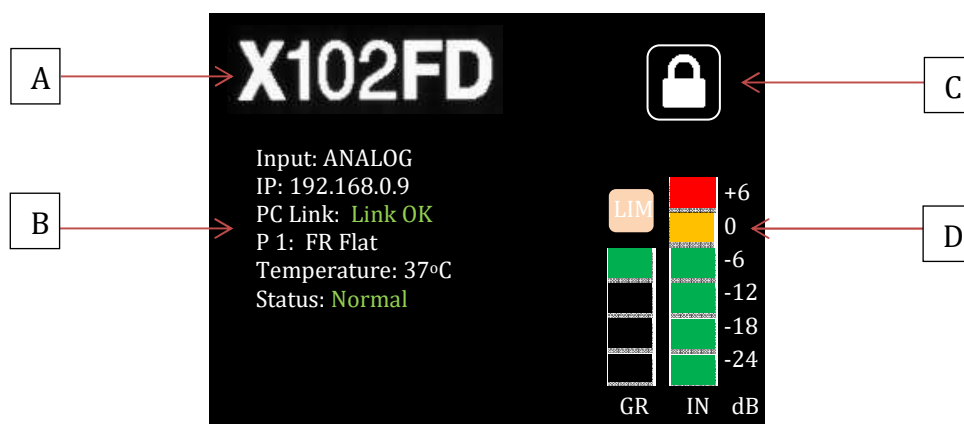 A
X102FD
C
Input: ANALOG
IP: 192.168.0.9
PC Link: Link OK
P 1: FR Flat
Temperature: 37°C
Status: Normal
B
LIM
+6
0
-6
-12
-18
-24
D
GR IN dB